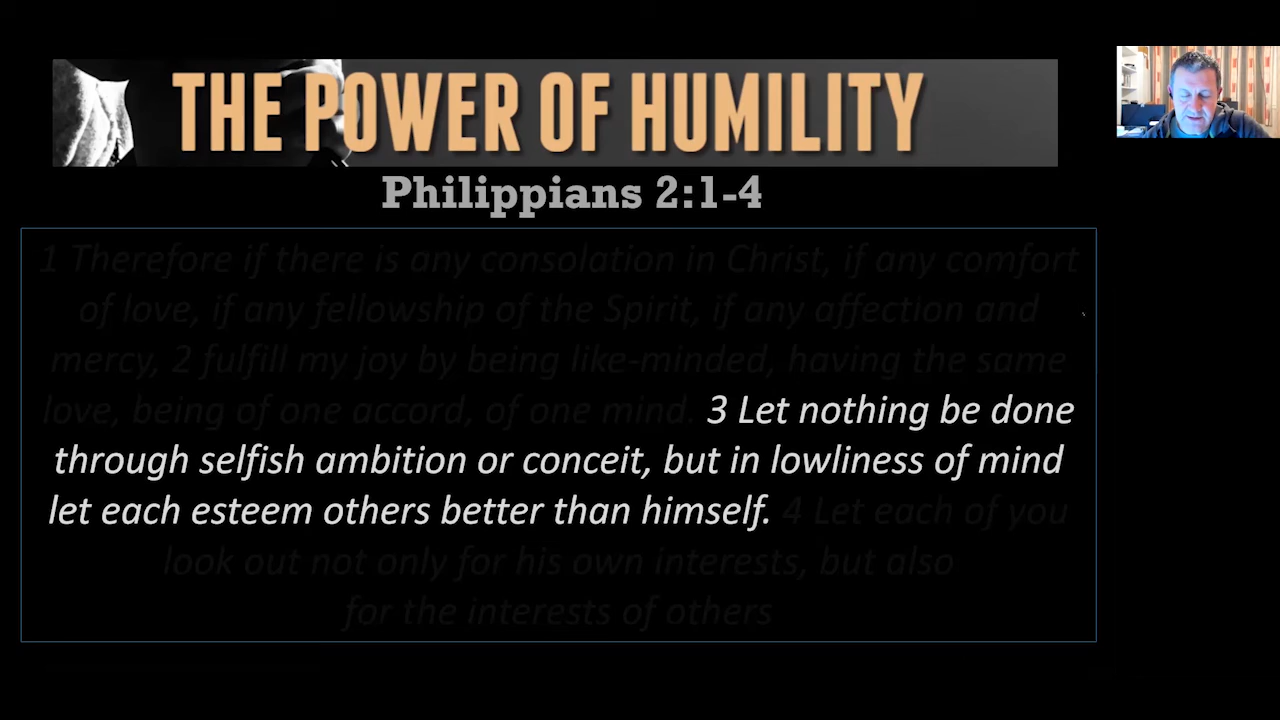 THE POWER OF HUMILITY
Philippians 2:1-4
1 Therefore if there is any consolation in Christ, if any comfort
of love, if any fellowship of the Spirit, if any affection and
mercy, 2 fulfill my joy by being like-minded, having the same
love, being of one accord, of one mind. 3 Let nothing be done
through selfish ambition or conceit, but in lowliness of mind
let each esteem others better than himself. 4 Let each of you
look out not only for his own interests, but also
for the interests of others